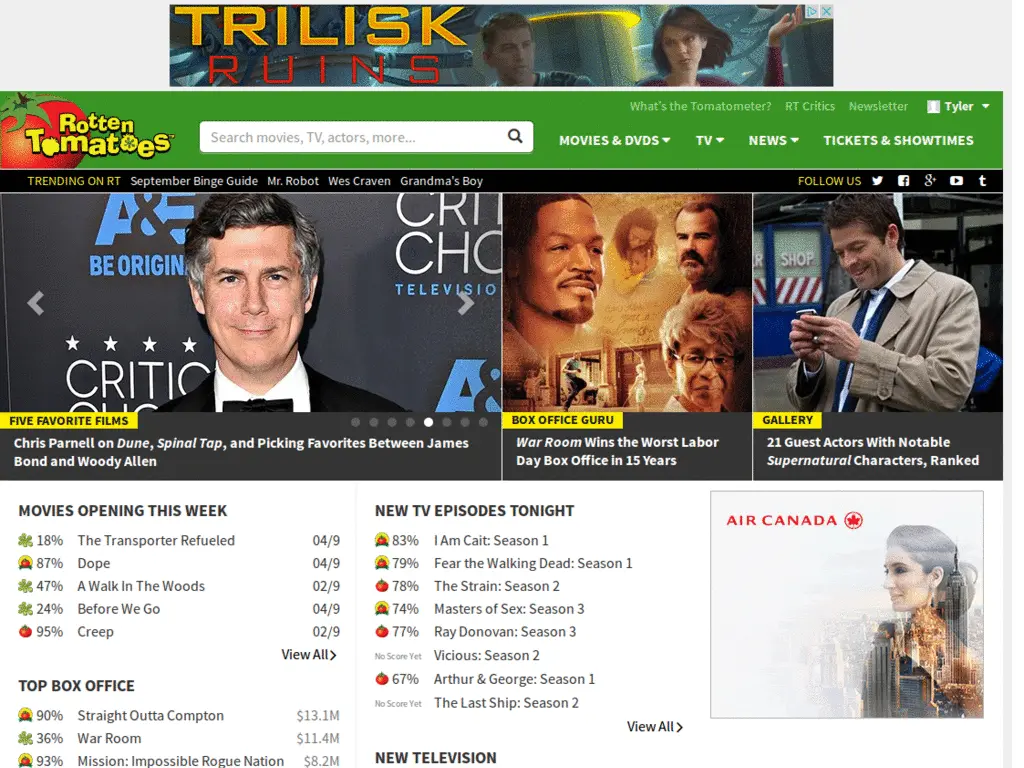 TRILISK
RUINS
Rotten
Tomatoes™
Search movies, TV, actors, more...
What's the Tomatometer? RT Critics Newsletter Tyler
MOVIES & DVDS TV NEWS TICKETS & SHOWTIMES
TRENDING ON RT September Binge Guide Mr. Robot Wes Craven Grandma's Boy
FOLLOW US
A&E
BE ORIGIN
CRIT
CHO
TELEVISIO
CRITIC
CHO
A&
FIVE FAVORITE FILMS
Chris Parnell on Dune, Spinal Tap, and Picking Favorites Between James
Bond and Woody Allen
BOX OFFICE GURU
War Room Wins the Worst Labor
Day Box Office in 15 Years
R SHOP
GALLERY
21 Guest Actors With Notable
Supernatural Characters, Ranked
MOVIES OPENING THIS WEEK
18% The Transporter Refueled 04/9
87% Dope 04/9
47% A Walk In The Woods 02/9
24% Before We Go 04/9
95% Creep 02/9
View All
TOP BOX OFFICE
90% Straight Outta Compton $13.1M
36% War Room $11.4M
93% Mission: Impossible Rogue Nation $8.2M
NEW TV EPISODES TONIGHT
83% I Am Cait: Season 1
79% Fear the Walking Dead: Season 1
78% The Strain: Season 2
74% Masters of Sex: Season 3
77% Ray Donovan: Season 3
No Score Yet Vicious: Season 2
67% Arthur & George: Season 1
No Score Yet The Last Ship: Season 2
View All
NEW TELEVISION
AIR CANADA